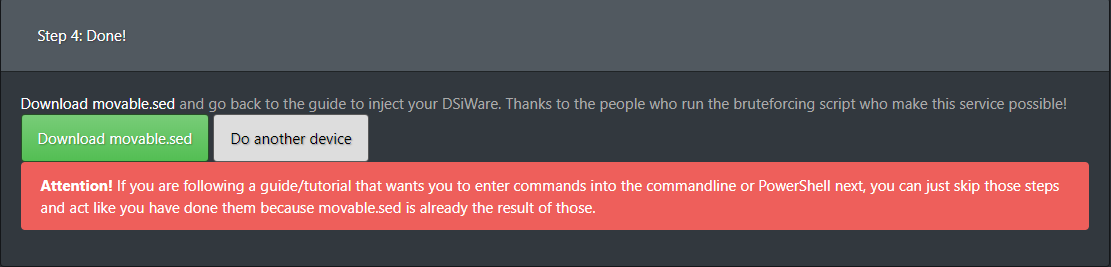 Step 4: Done!
Download movable.sed and go back to the guide to inject your DSiWare. Thanks to the people who run the bruteforcing script who make this service possible!
Download movable.sed
Do another device
Attention! If you are following a guide/tutorial that wants you to enter commands into the commandline or PowerShell next, you can just skip those steps
and act like you have done them because movable.sed is already the result of those.